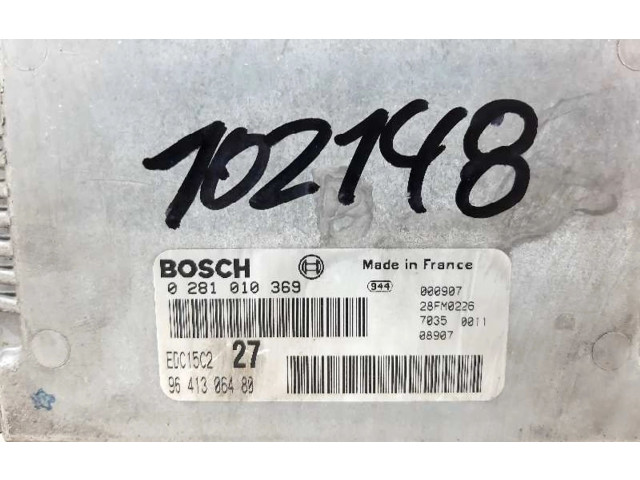 102148
BOSCH Made in France
0 281 010 369 944 000907
28FM0226
7035 0011
08907
EDC15C2 27
96 413 064 80